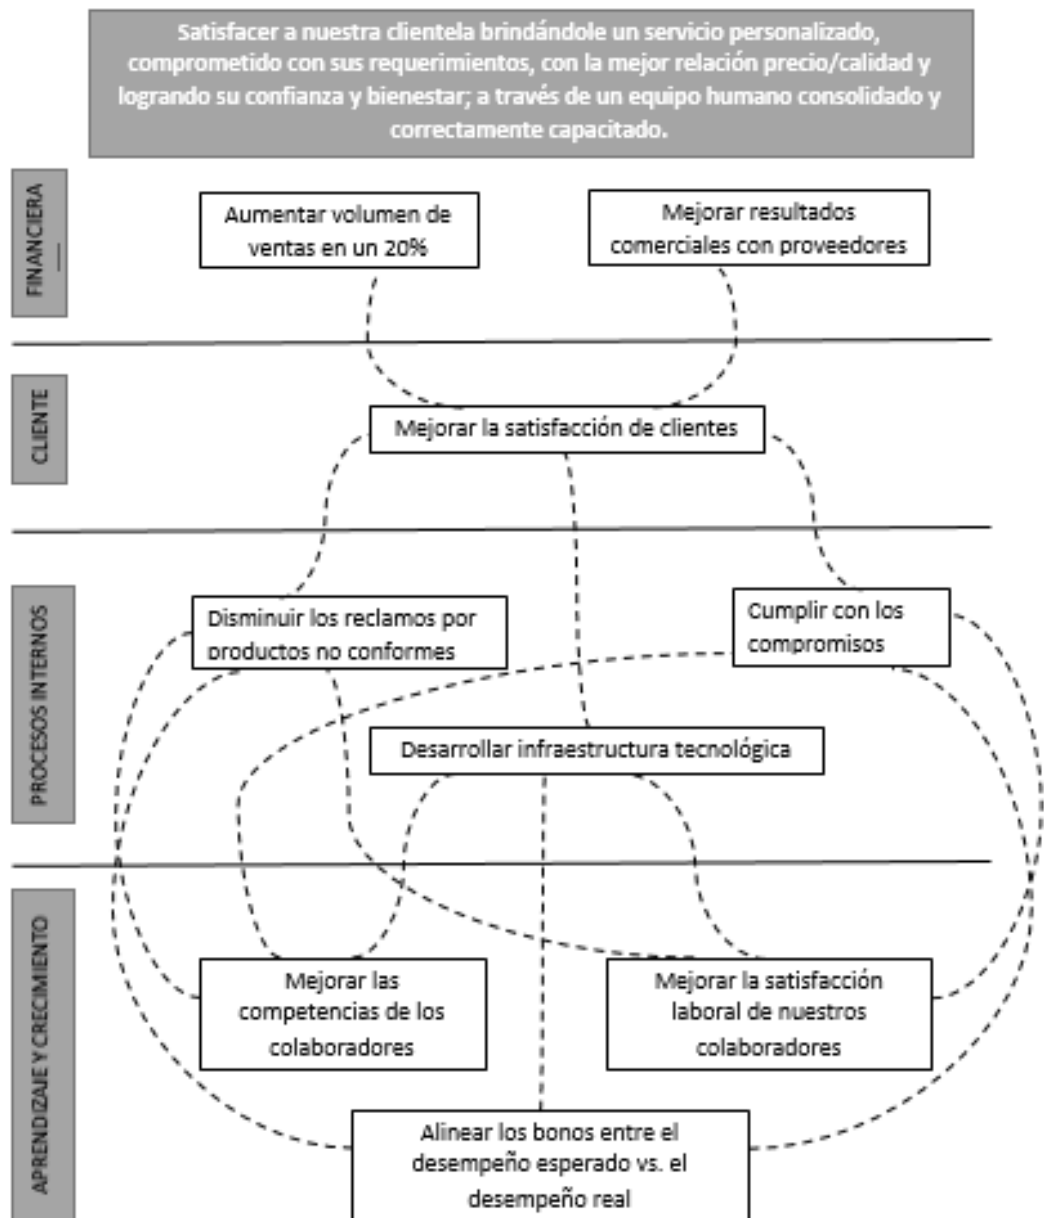 Satisfacer a nuestra clientela brindándole un servicio personalizado,
comprometido con sus requerimientos, con la mejor relación precio/calidad y
logrando su confianza y bienestar; a través de un equipo humano consolidado y
correctamente capacitado.
FINANCIERA
Aumentar volumen de
ventas en un 20%
Mejorar resultados
comerciales con proveedores
CLIENTE
Mejorar la satisfacción de clientes
PROCESOS INTERNOS
Disminuir los reclamos por
productos no conformes
Cumplir con los
compromisos
Desarrollar infraestructura tecnológica
APRENDIZAJE Y CRECIMIENTO
Mejorar las
competencias de los
colaboradores
Mejorar la satisfacción
laboral de nuestros
colaboradores
Alinear los bonos entre el
desempeño esperado vs. el
desempeño real